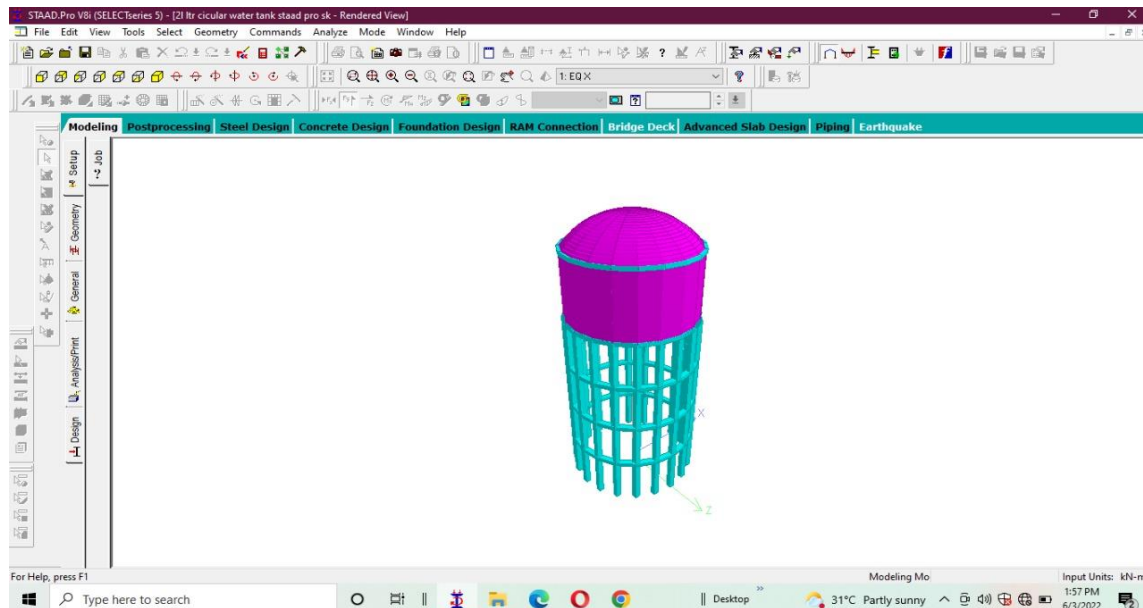 STAAD.Pro V8i (SELECTseries 5) - [2l ltr cicular water tank staad pro sk - Rendered View]
File Edit View Tools Select Geometry Commands Analyze Mode Window Help
1: EQ X
Modeling Postprocessing Steel Design Concrete Design Foundation Design RAM Connection Bridge Deck Advanced Slab Design Piping Earthquake
Setup
Job
Geometry
General
Analysis/Print
Design
X
Z
For Help, press F1
Modeling Mo
Input Units: kN-m
Type here to search
Desktop
31°C Partly sunny
1:57 PM
6/3/2022